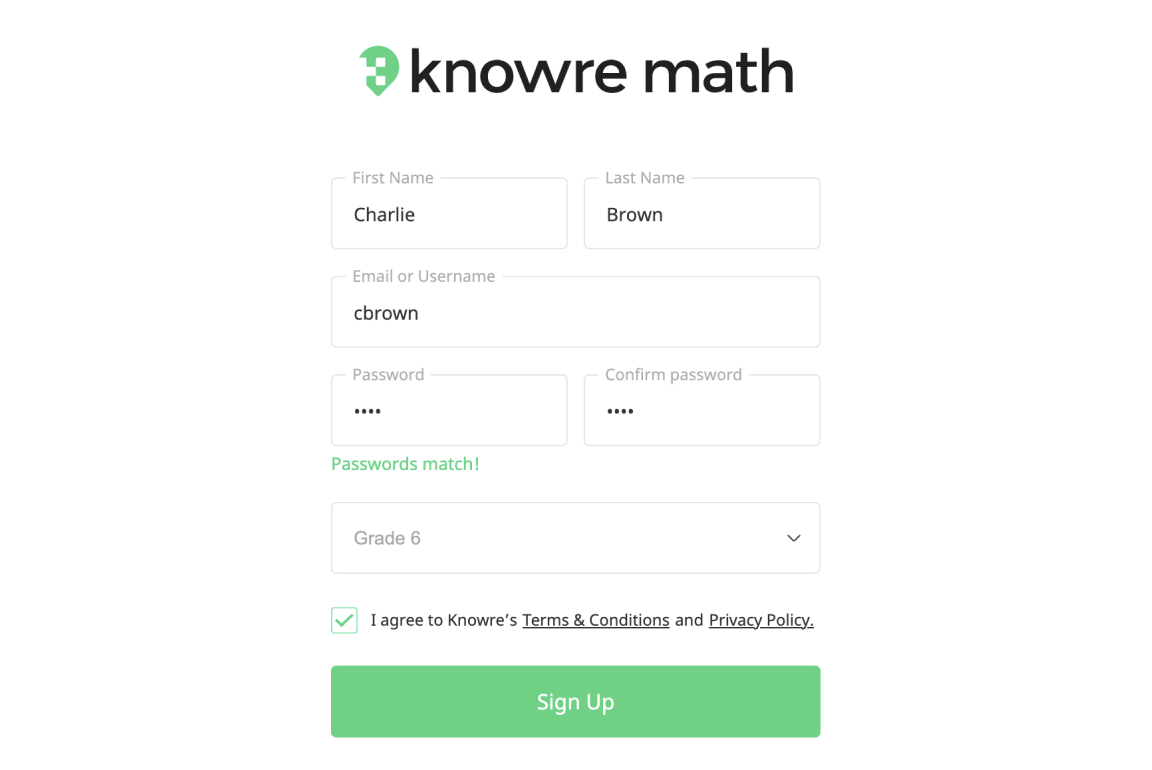 knowre math
First Name
Last Name
Charlie
Brown
Email or Username
cbrown
Password
Confirm password
••••
••••
Passwords match!
Grade 6
I agree to Knowre’s Terms & Conditions and Privacy Policy.
Sign Up